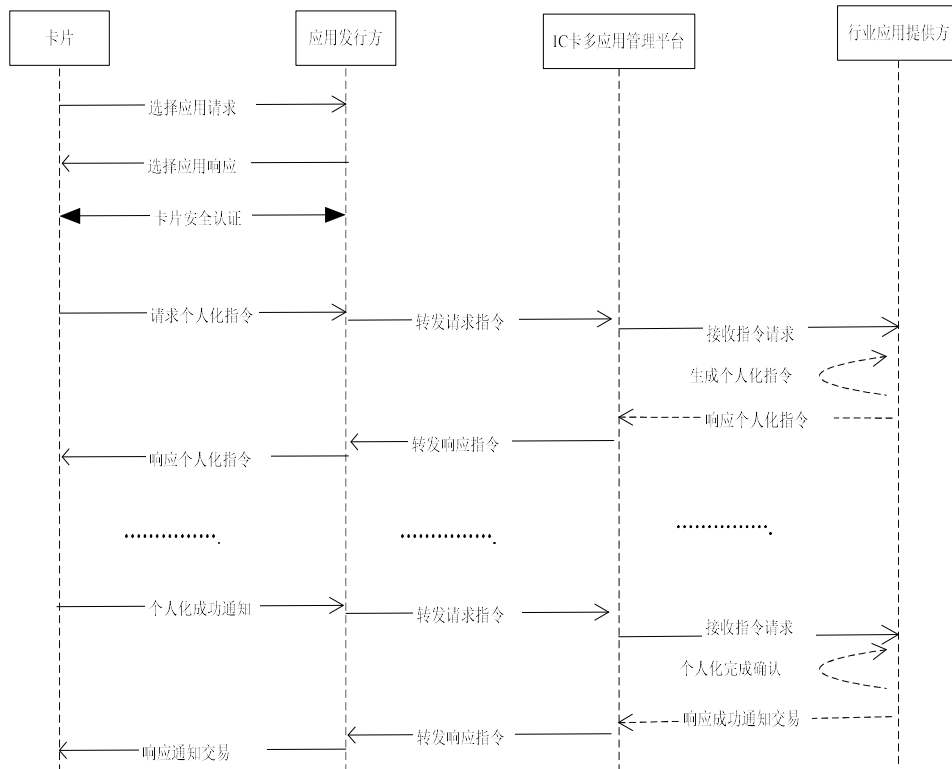 卡片
应用发行方
IC卡多应用管理平台
行业应用提供方
选择应用请求
选择应用响应
卡片安全认证
请求个人化指令
转发请求指令
接收指令请求
生成个人化指令
响应个人化指令
转发响应指令
响应个人化指令
................
................
................
个人化成功通知
转发请求指令
接收指令请求
个人化完成确认
响应成功通知交易
转发响应指令
响应通知交易